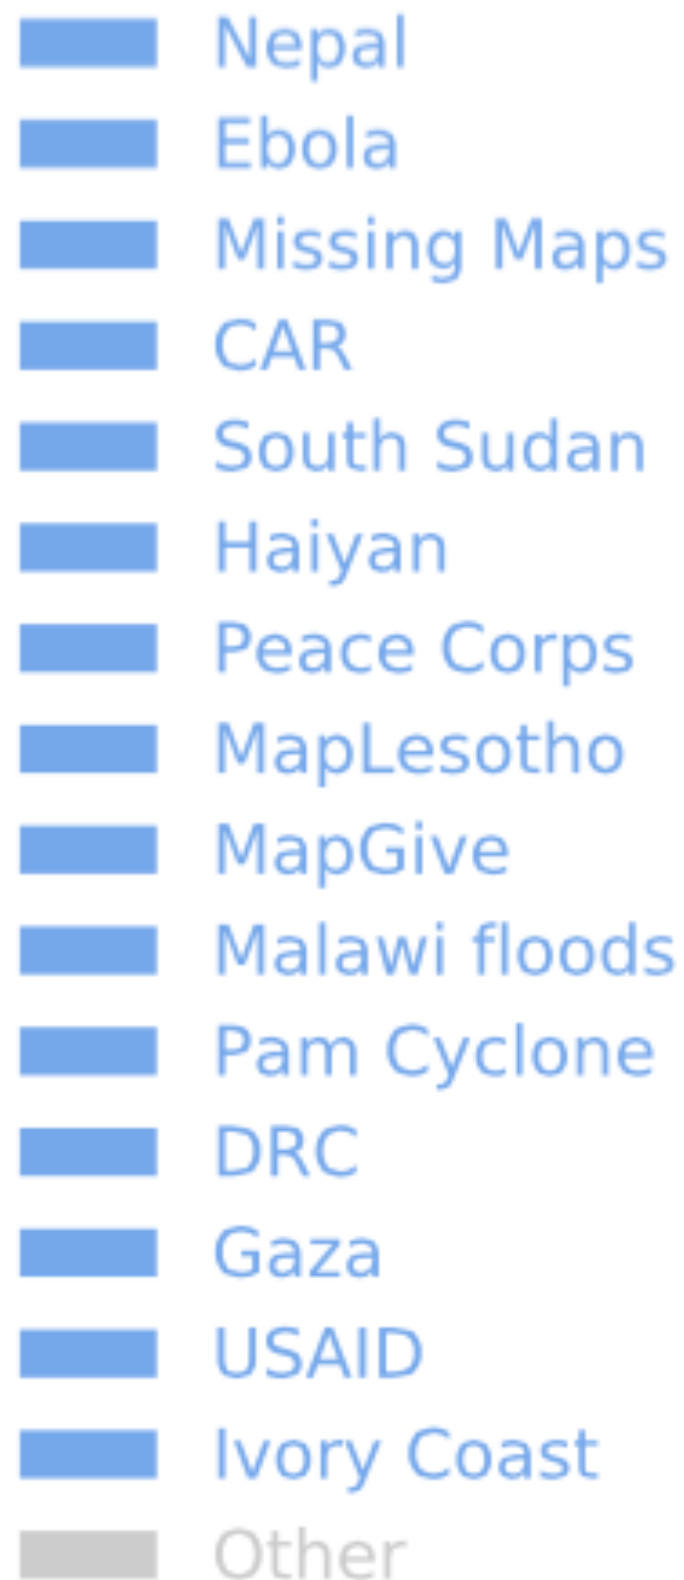 Nepal
Ebola
Missing Maps
CAR
South Sudan
Haiyan
Peace Corps
MapLesotho
MapGive
Malawi floods
Pam Cyclone
DRC
Gaza
USAID
Ivory Coast
Other